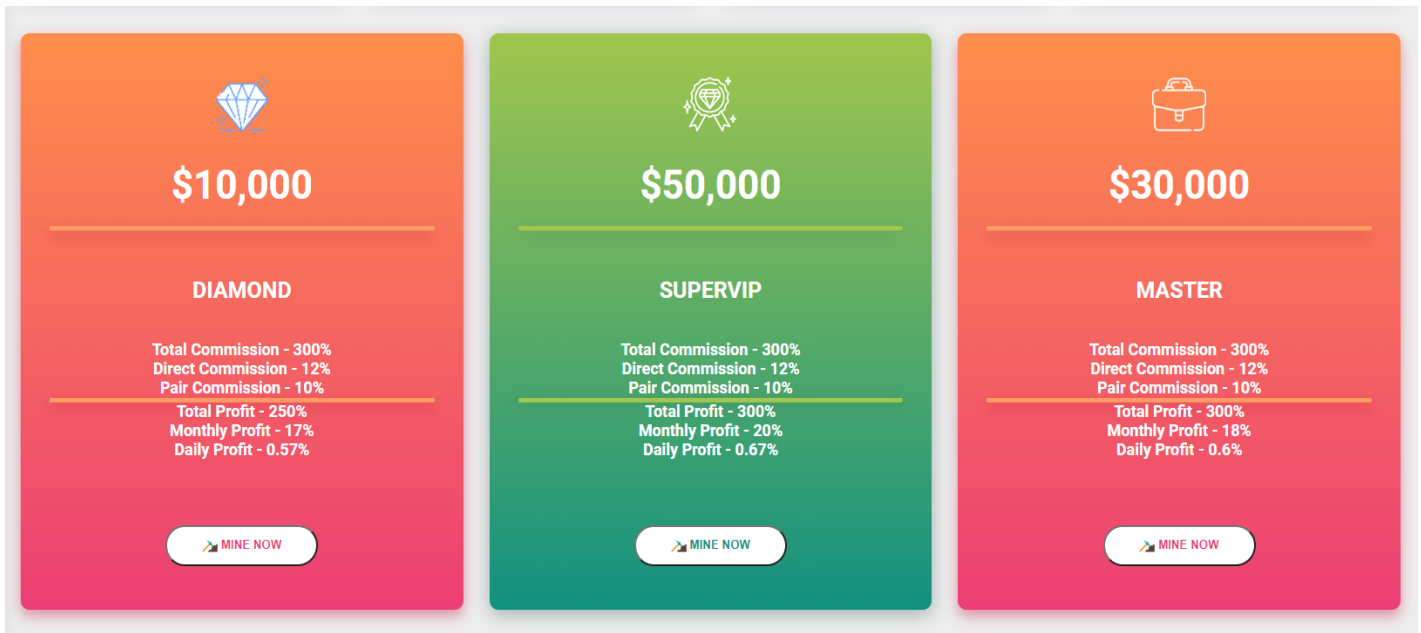 $10,000
DIAMOND
Total Commission - 300%
Direct Commission - 12%
Pair Commission - 10%
Total Profit - 250%
Monthly Profit - 17%
Daily Profit - 0.57%
MINE NOW
$50,000
SUPERVIP
Total Commission - 300%
Direct Commission - 12%
Pair Commission - 10%
Total Profit - 300%
Monthly Profit - 20%
Daily Profit - 0.67%
MINE NOW
$30,000
MASTER
Total Commission - 300%
Direct Commission - 12%
Pair Commission - 10%
Total Profit - 300%
Monthly Profit - 18%
Daily Profit - 0.6%
MINE NOW